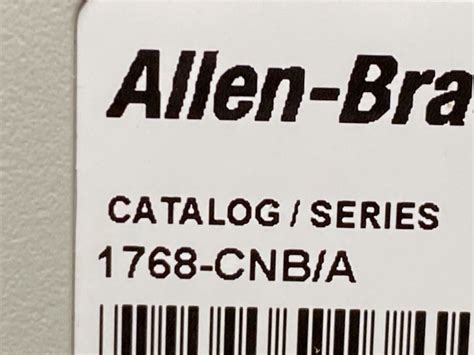 Allen-Bra
CATALOG / SERIES
1768-CNB/A